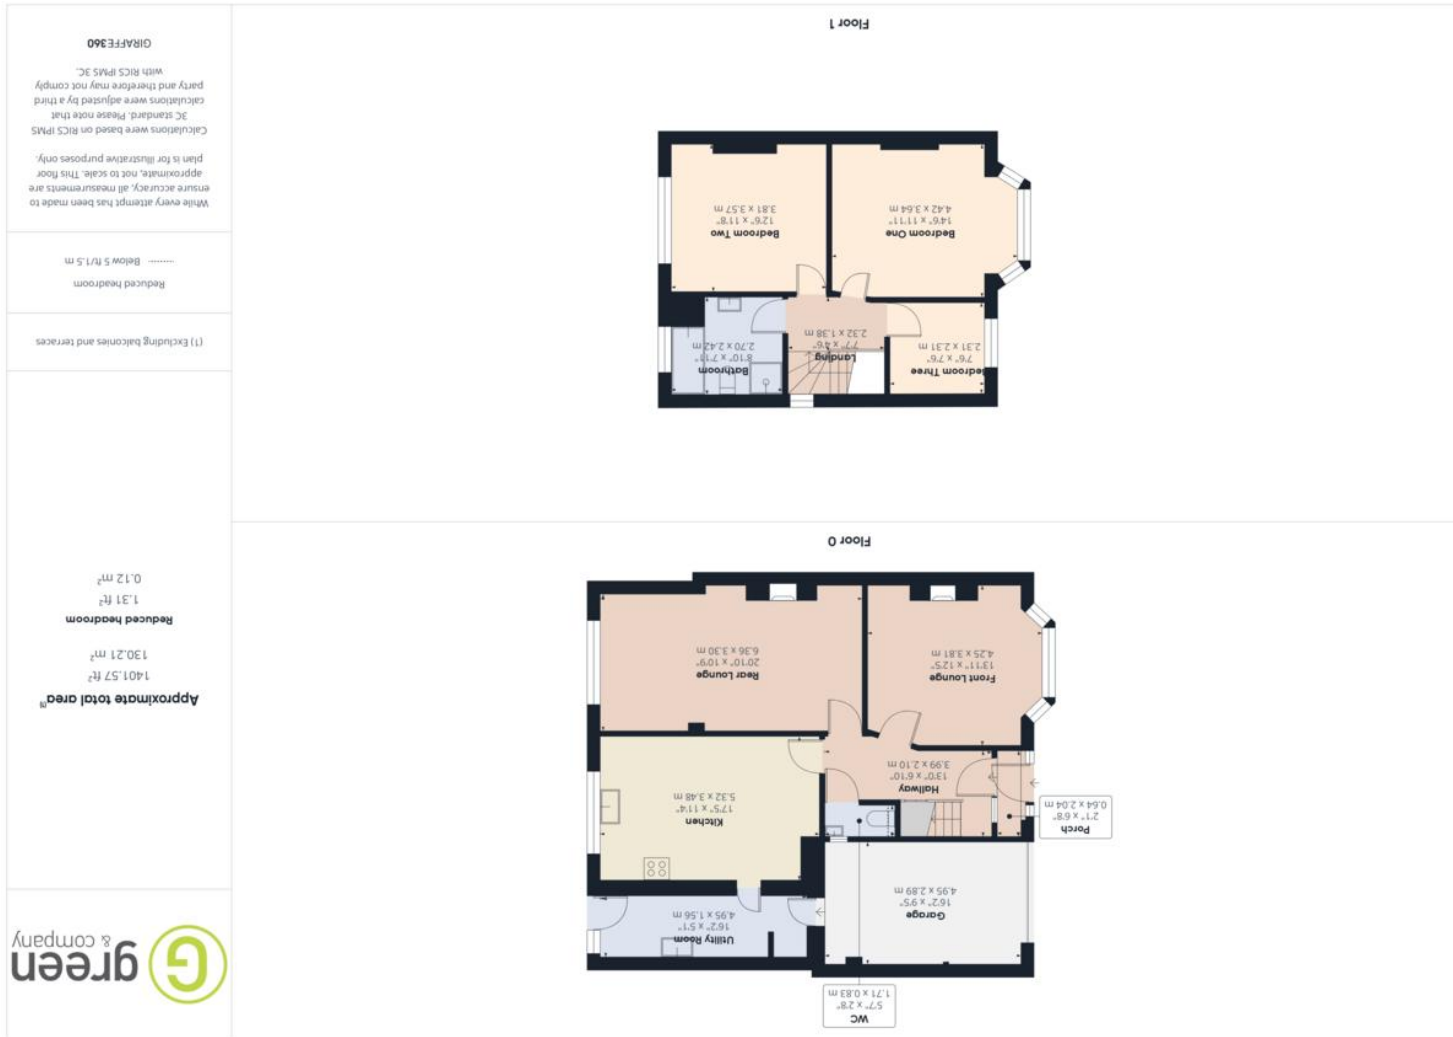 green
& company
Approximate total area(1)
1401.57 ft²
130.21 m²
Reduced headroom
1.31 ft²
0.12 m²
(1) Excluding balconies and terraces
Reduced headroom
Below 5 ft/1.5 m
While every attempt has been made to
ensure accuracy, all measurements are
approximate, not to scale. This floor
plan is for illustrative purposes only.
Calculations were based on RICS IPMS
3C standard. Please note that
calculations were adjusted by a third
party and therefore may not comply
with RICS IPMS 3C.
GIRAFFE360
WC
5'7" x 2'8"
1.71 x 0.83 m
Garage
16'2" x 9'5"
4.95 x 2.89 m
Utility Room
16'2" x 5'1"
4.95 x 1.56 m
Porch
2'1" x 6'8"
0.64 x 2.04 m
Hallway
13'0" x 6'10"
3.99 x 2.10 m
Kitchen
17'5" x 11'4"
5.32 x 3.48 m
Front Lounge
13'11" x 12'5"
4.25 x 3.81 m
Rear Lounge
20'10" x 10'9"
6.36 x 3.30 m
Floor 0
Bedroom Three
7'6" x 7'6"
2.31 x 2.31 m
Landing
7'7" x 4'6"
2.32 x 1.38 m
Bathroom
8'10" x 7'11"
2.70 x 2.42 m
Bedroom One
14'6" x 11'11"
4.42 x 3.64 m
Bedroom Two
12'6" x 11'8"
3.81 x 3.57 m
Floor 1